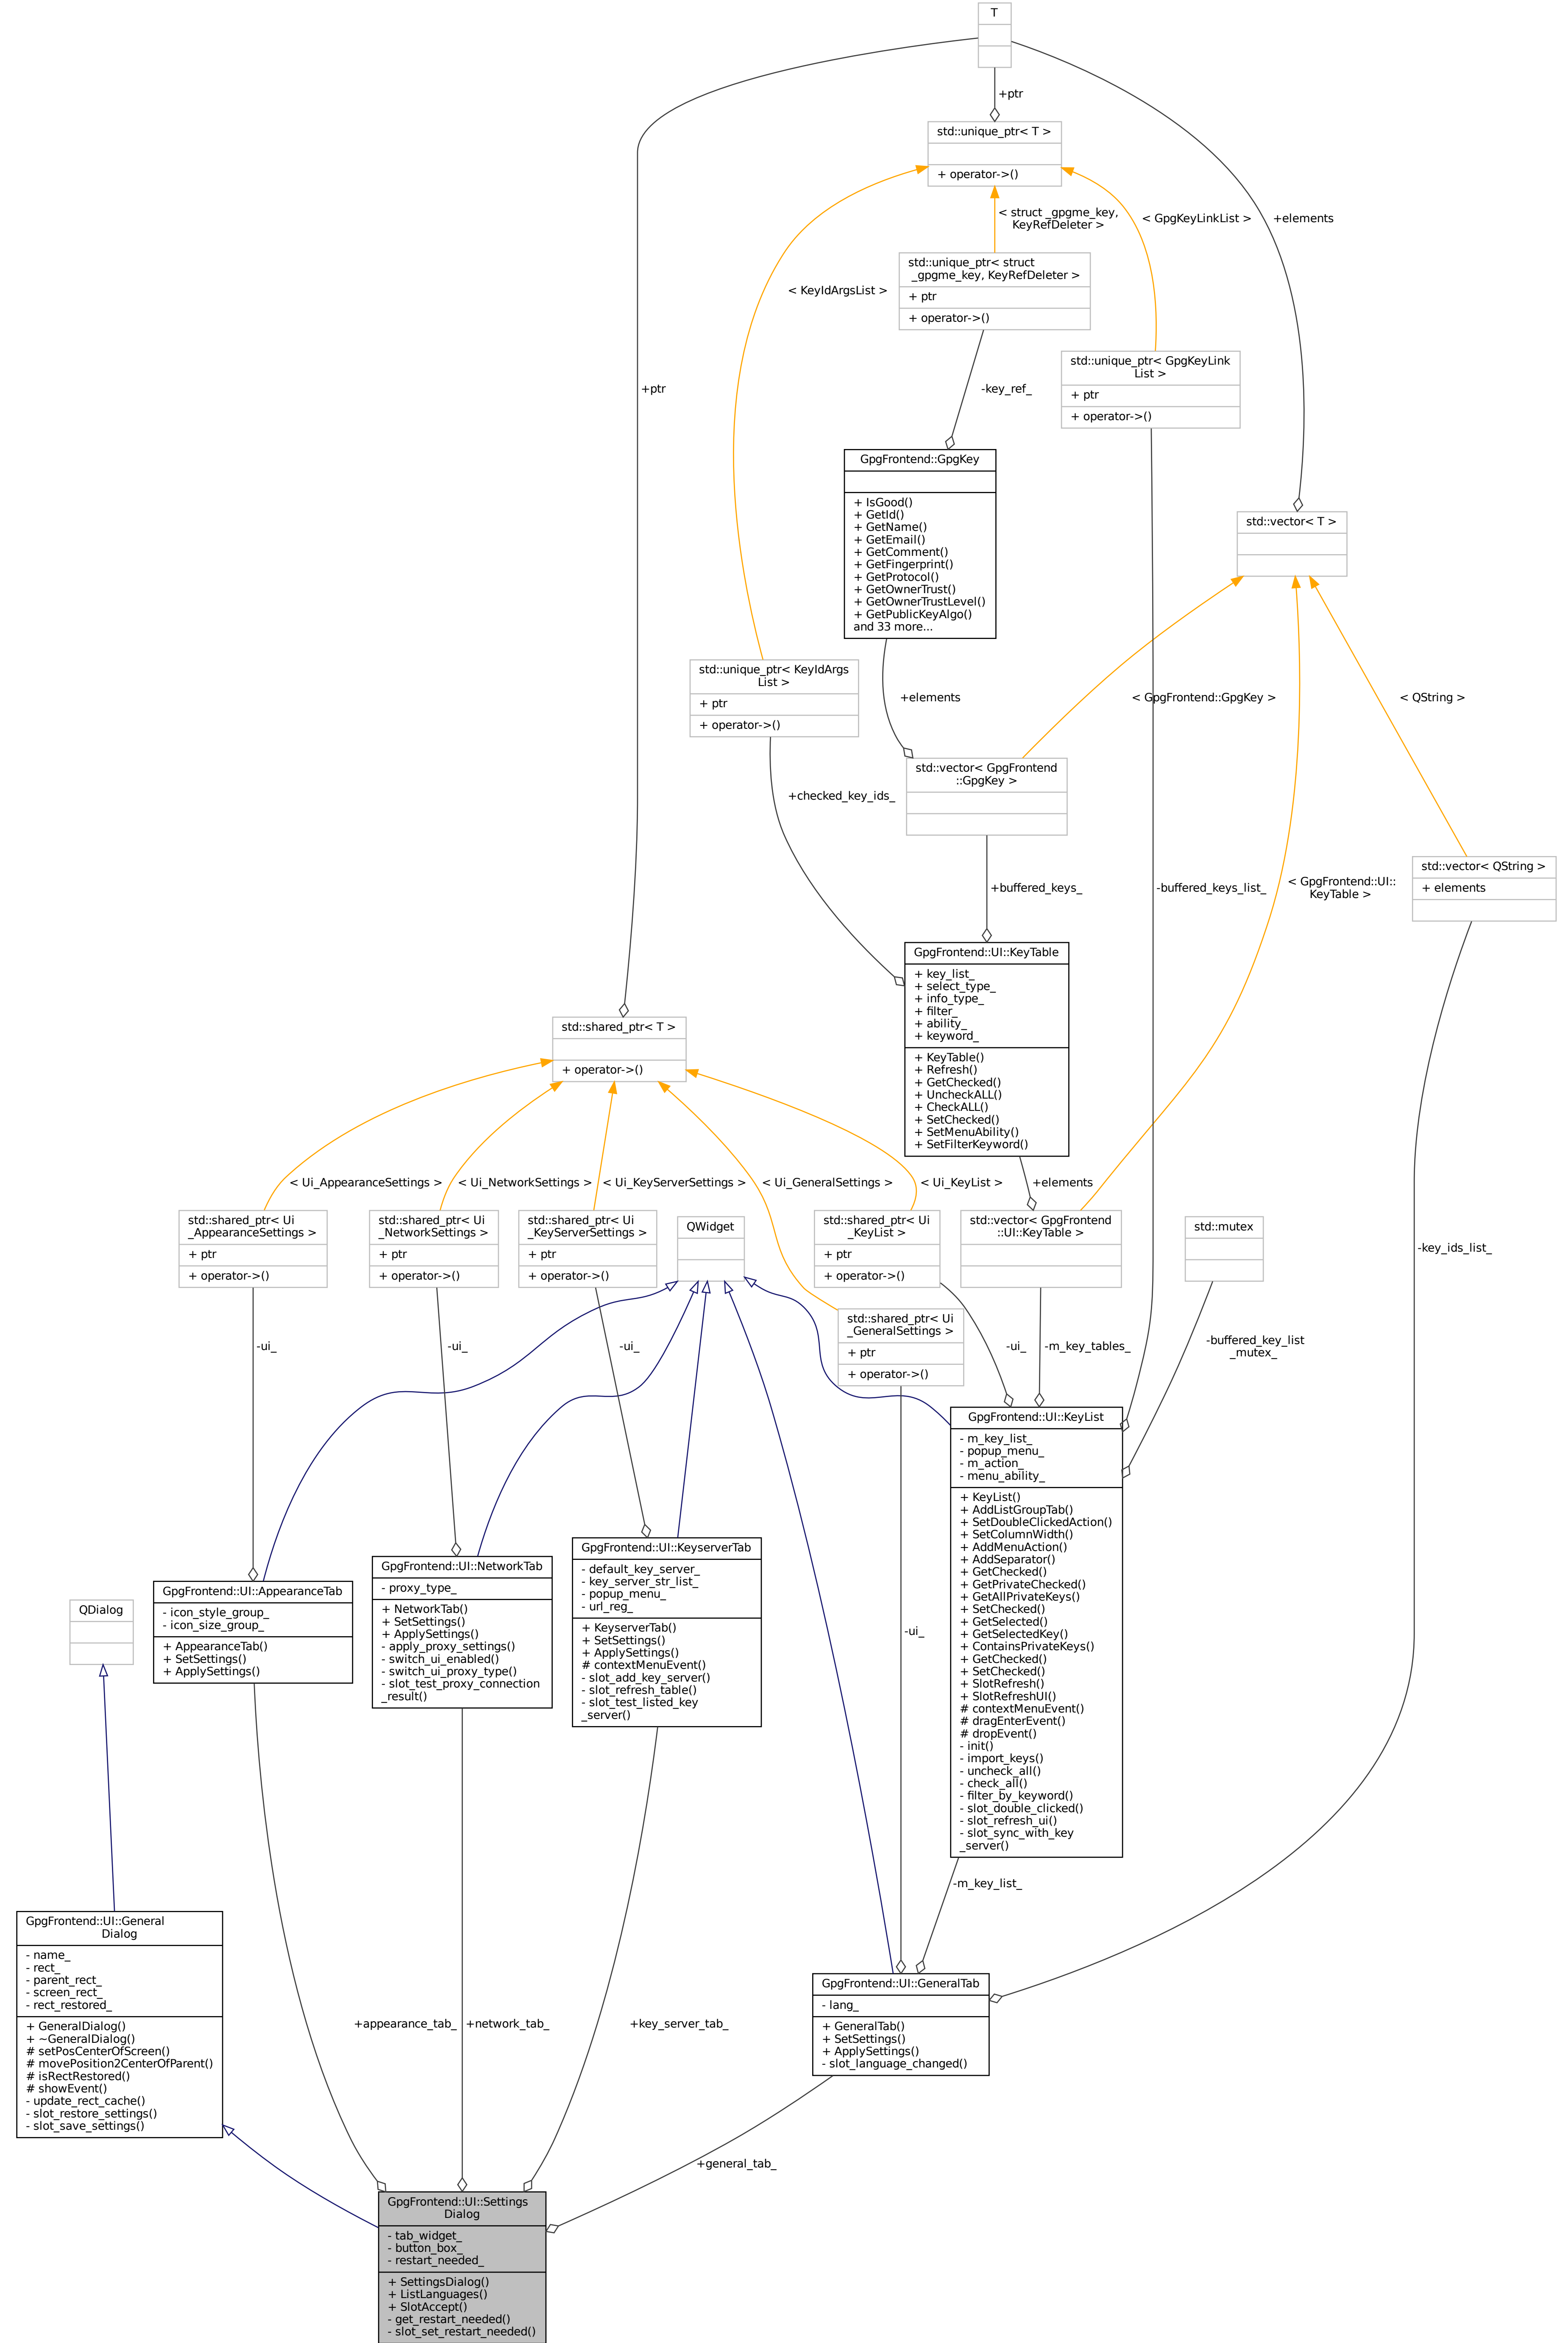 T
+ptr
std::unique_ptr< T >
+ operator->()
< struct _gpgme_key,
KeyRefDeleter >
< GpgKeyLinkList >
+elements
std::unique_ptr< struct
_gpgme_key, KeyRefDeleter >
+ ptr
+ operator->()
< KeyIdArgsList >
std::unique_ptr< GpgKeyLink
List >
+ ptr
+ operator->()
+ptr
-key_ref_
GpgFrontend::GpgKey
+ IsGood()
+ GetId()
+ GetName()
+ GetEmail()
+ GetComment()
+ GetFingerprint()
+ GetProtocol()
+ GetOwnerTrust()
+ GetOwnerTrustLevel()
+ GetPublicKeyAlgo()
and 33 more...
std::vector< T >
std::unique_ptr< KeyIdArgs
List >
+ ptr
+ operator->()
+elements
< GpgFrontend::GpgKey >
< QString >
std::vector< GpgFrontend
::GpgKey >
+checked_key_ids_
+buffered_keys_
-buffered_keys_list_
< GpgFrontend::UI::
KeyTable >
std::vector< QString >
+ elements
GpgFrontend::UI::KeyTable
+ key_list_
+ select_type_
+ info_type_
+ filter_
+ ability_
+ keyword_
+ KeyTable()
+ Refresh()
+ GetChecked()
+ UncheckALL()
+ CheckALL()
+ SetChecked()
+ SetMenuAbility()
+ SetFilterKeyword()
std::shared_ptr< T >
+ operator->()
< Ui_AppearanceSettings >
< Ui_NetworkSettings >
< Ui_KeyServerSettings >
< Ui_GeneralSettings >
< Ui_KeyList >
+elements
std::shared_ptr< Ui
_AppearanceSettings >
+ ptr
+ operator->()
std::shared_ptr< Ui
_NetworkSettings >
+ ptr
+ operator->()
std::shared_ptr< Ui
_KeyServerSettings >
+ ptr
+ operator->()
QWidget
std::shared_ptr< Ui
_KeyList >
+ ptr
+ operator->()
std::vector< GpgFrontend
::UI::KeyTable >
std::mutex
-key_ids_list_
std::shared_ptr< Ui
_GeneralSettings >
+ ptr
+ operator->()
-ui_
-ui_
-ui_
-ui_
-m_key_tables_
-buffered_key_list
_mutex_
GpgFrontend::UI::KeyList
- m_key_list_
- popup_menu_
- m_action_
- menu_ability_
+ KeyList()
+ AddListGroupTab()
+ SetDoubleClickedAction()
+ SetColumnWidth()
+ AddMenuAction()
+ AddSeparator()
+ GetChecked()
+ GetPrivateChecked()
+ GetAllPrivateKeys()
+ SetChecked()
+ GetSelected()
+ GetSelectedKey()
+ ContainsPrivateKeys()
+ GetChecked()
+ SetChecked()
+ SlotRefresh()
+ SlotRefreshUI()
# contextMenuEvent()
# dragEnterEvent()
# dropEvent()
- init()
- import_keys()
- uncheck_all()
- check_all()
- filter_by_keyword()
- slot_double_clicked()
- slot_refresh_ui()
- slot_sync_with_key
_server()
GpgFrontend::UI::KeyserverTab
- default_key_server_
- key_server_str_list_
- popup_menu_
- url_reg_
+ KeyserverTab()
+ SetSettings()
+ ApplySettings()
# contextMenuEvent()
- slot_add_key_server()
- slot_refresh_table()
- slot_test_listed_key
_server()
GpgFrontend::UI::NetworkTab
- proxy_type_
+ NetworkTab()
+ SetSettings()
+ ApplySettings()
- apply_proxy_settings()
- switch_ui_enabled()
- switch_ui_proxy_type()
- slot_test_proxy_connection
_result()
GpgFrontend::UI::AppearanceTab
- icon_style_group_
- icon_size_group_
+ AppearanceTab()
+ SetSettings()
+ ApplySettings()
QDialog
-ui_
-m_key_list_
GpgFrontend::UI::General
Dialog
- name_
- rect_
- parent_rect_
- screen_rect_
- rect_restored_
+ GeneralDialog()
+ ~GeneralDialog()
# setPosCenterOfScreen()
# movePosition2CenterOfParent()
# isRectRestored()
# showEvent()
- update_rect_cache()
- slot_restore_settings()
- slot_save_settings()
GpgFrontend::UI::GeneralTab
- lang_
+ GeneralTab()
+ SetSettings()
+ ApplySettings()
- slot_language_changed()
+appearance_tab_
+network_tab_
+key_server_tab_
+general_tab_
GpgFrontend::UI::Settings
Dialog
- tab_widget_
- button_box_
- restart_needed_
+ SettingsDialog()
+ ListLanguages()
+ SlotAccept()
- get_restart_needed()
- slot_set_restart_needed()